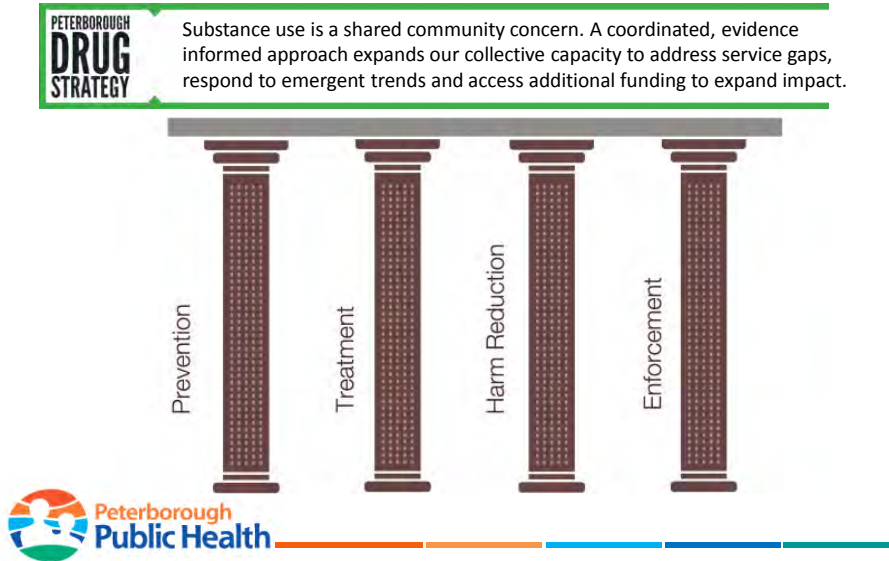 PETERBOROUGH
DRUG
STRATEGY
Substance use is a shared community concern. A coordinated, evidence
informed approach expands our collective capacity to address service gaps,
respond to emergent trends and access additional funding to expand impact.
Prevention
Treatment
Harm Reduction
Enforcement
Peterborough
Public Health